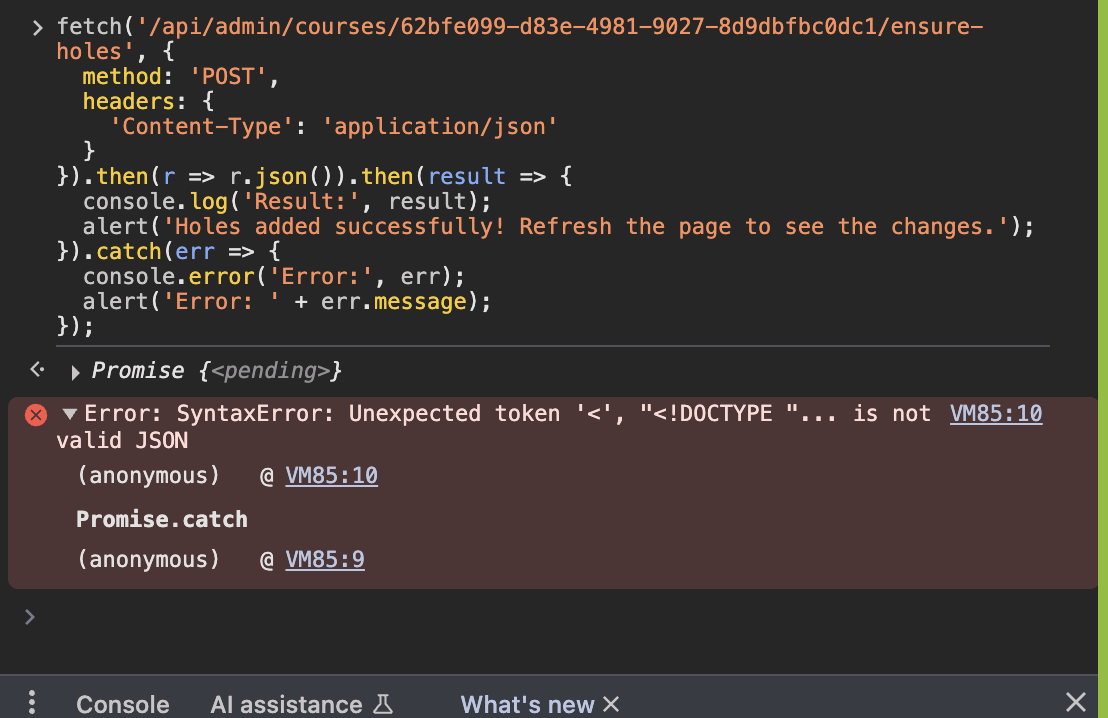 fetch('/api/admin/courses/62bfe099-d83e-4981-9027-8d9dbfbc0dc1/ensure-
holes', {
  method: 'POST',
  headers: {
    'Content-Type': 'application/json'
  }
}).then(r => r.json()).then(result => {
  console.log('Result:', result);
  alert('Holes added successfully! Refresh the page to see the changes.');
}).catch(err => {
  console.error('Error:', err);
  alert('Error: ' + err.message);
});
Promise {<pending>}
Error: SyntaxError: Unexpected token '<', "<!DOCTYPE "... is not VM85:10
valid JSON
(anonymous) @ VM85:10
Promise.catch
(anonymous) @ VM85:9
Console AI assistance What's new